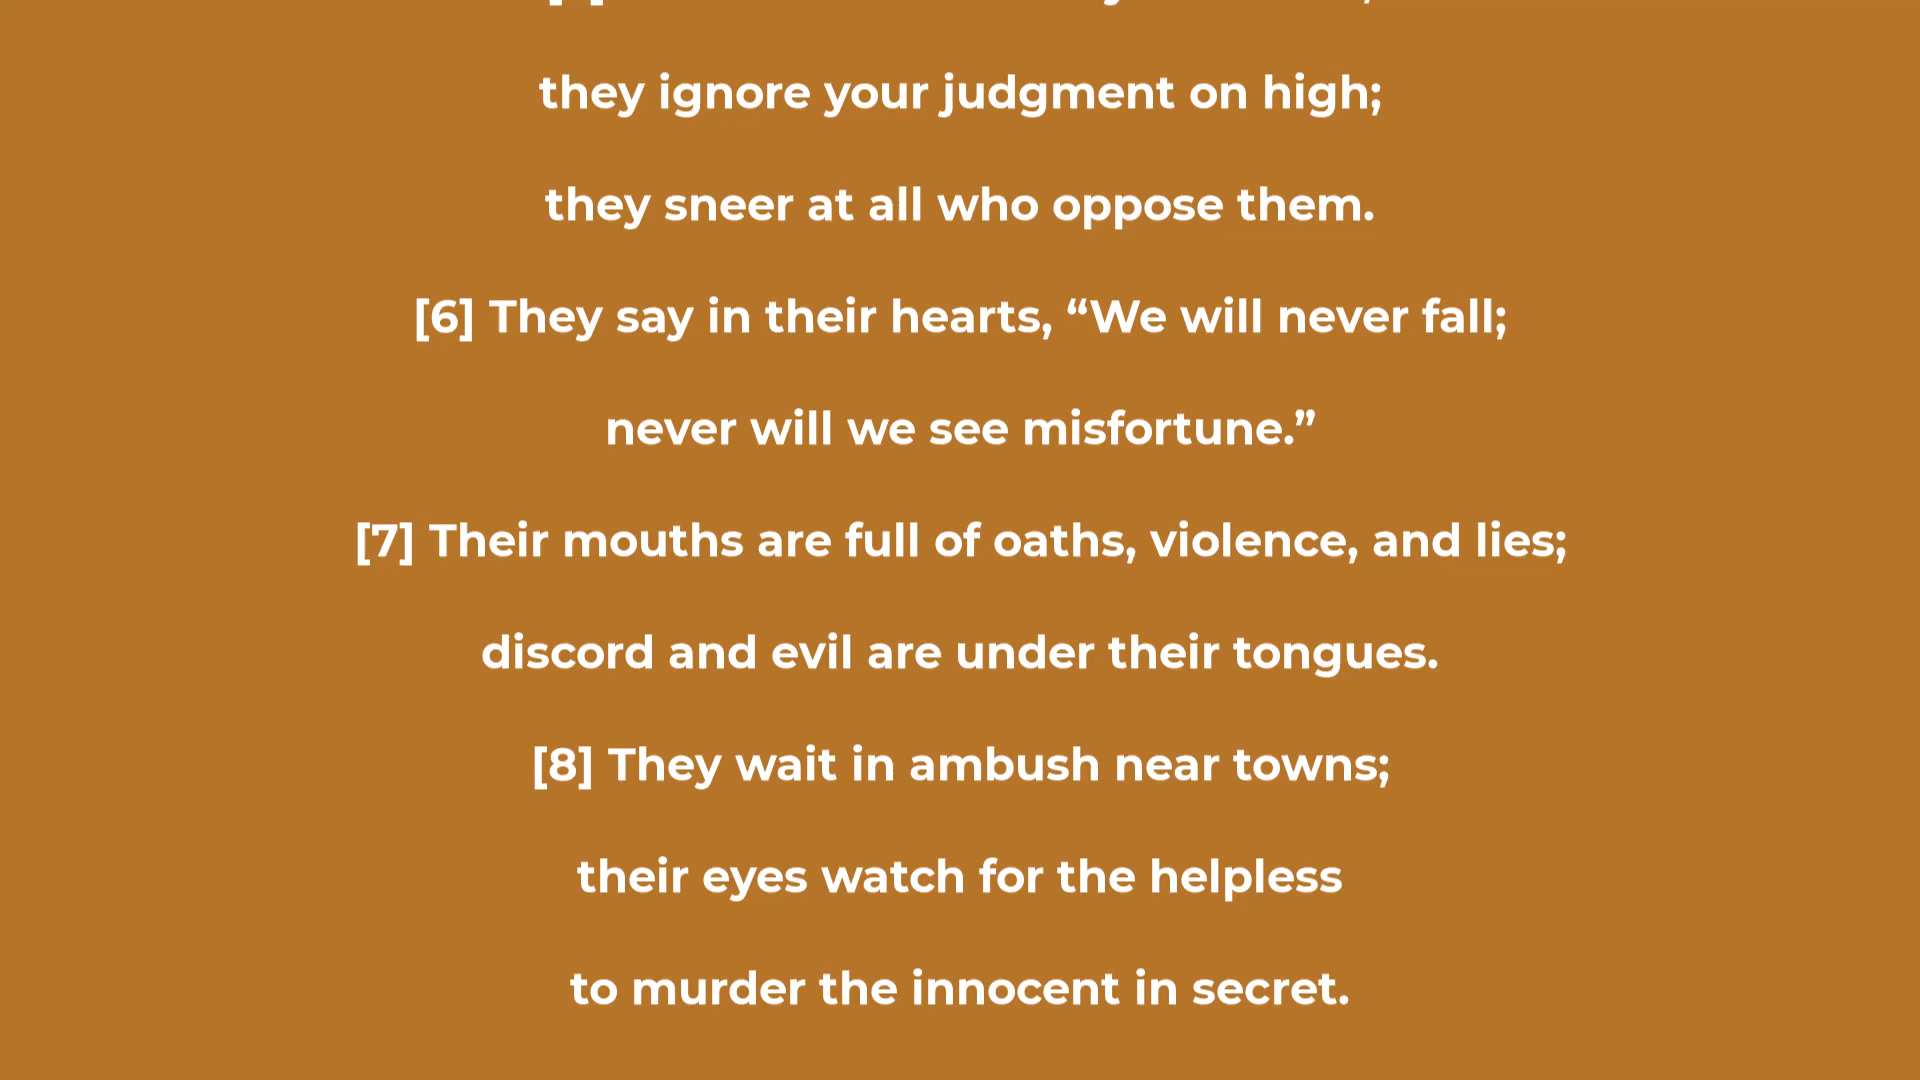 they ignore your judgment on high;
they sneer at all who oppose them.
[6] They say in their hearts, “We will never fall;
never will we see misfortune.”
[7] Their mouths are full of oaths, violence, and lies;
discord and evil are under their tongues.
[8] They wait in ambush near towns;
their eyes watch for the helpless
to murder the innocent in secret.